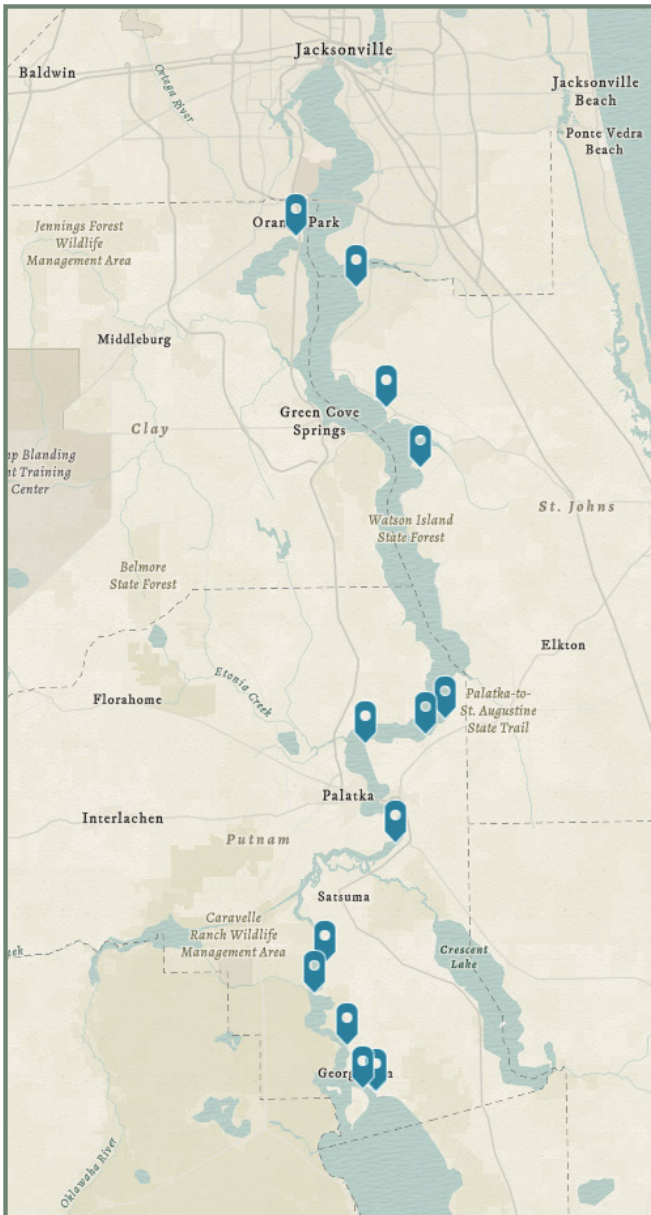 Jacksonville
Baldwin
Ortega River
Jacksonville
Beach
Ponte Vedra
Beach
Park
Jennings Forest
Wildlife
Management Area
Middleburg
Green Cove
Springs
Clay
Blanding
Training
Center
St. Johns
Watson Island
State Forest
Belmore
State Forest
Elkton
Etonia Creek
Florahome
Palatka-to-
St. Augustine
State Trail
Palatka
Interlachen
Putnam
Satsuma
Caravelle
Ranch Wildlife
Management Area
Crescent
Lake
Oklawaha River